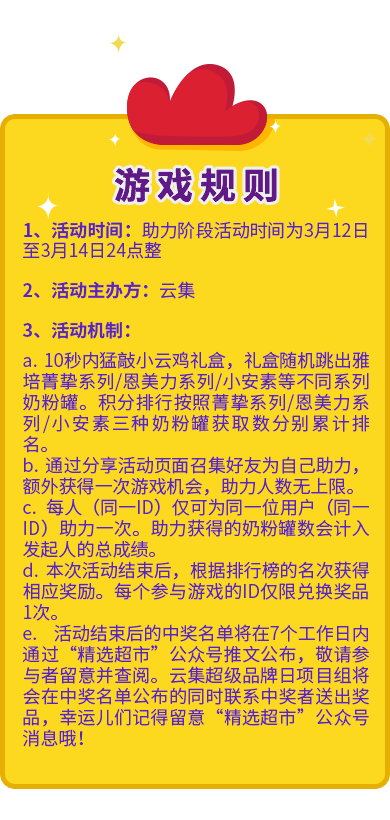 游戏规则
1、活动时间：助力阶段活动时间为3月12日
至3月14日24点整
2、活动主办方：云集
3、活动机制：
a. 10秒内猛敲小云鸡礼盒，礼盒随机跳出雅
培菁挚系列/恩美力系列/小安素等不同系列
奶粉罐。积分排行按照菁挚系列/恩美力系
列/小安素三种奶粉罐获取数分别累计排
名。
b. 通过分享活动页面召集好友为自己助力，
额外获得一次游戏机会，助力人数无上限。
c. 每人（同一ID）仅可为同一位用户（同一
ID）助力一次。助力获得的奶粉罐数会计入
发起人的总成绩。
d. 本次活动结束后，根据排行榜的名次获得
相应奖励。每个参与游戏的ID仅限兑换奖品
1次。
e. 活动结束后的中奖名单将在7个工作日内
通过“精选超市”公众号推文公布，敬请参
与者留意并查阅。云集超级品牌日项目组将
会在中奖名单公布的同时联系中奖者送出奖
品，幸运儿们记得留意“精选超市”公众号
消息哦！